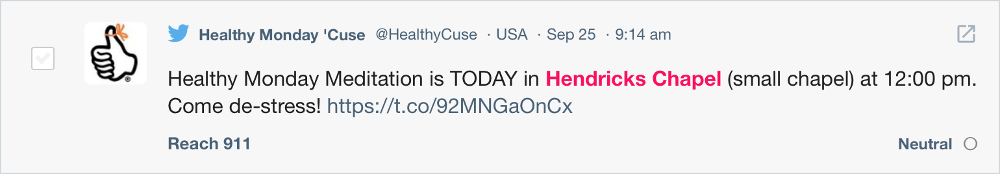 Healthy Monday 'Cuse @HealthyCuse · USA · Sep 25 · 9:14 am
Healthy Monday Meditation is TODAY in Hendricks Chapel (small chapel) at 12:00 pm.
Come de-stress! https://t.co/92MNGaOnCx
Reach 911
Neutral